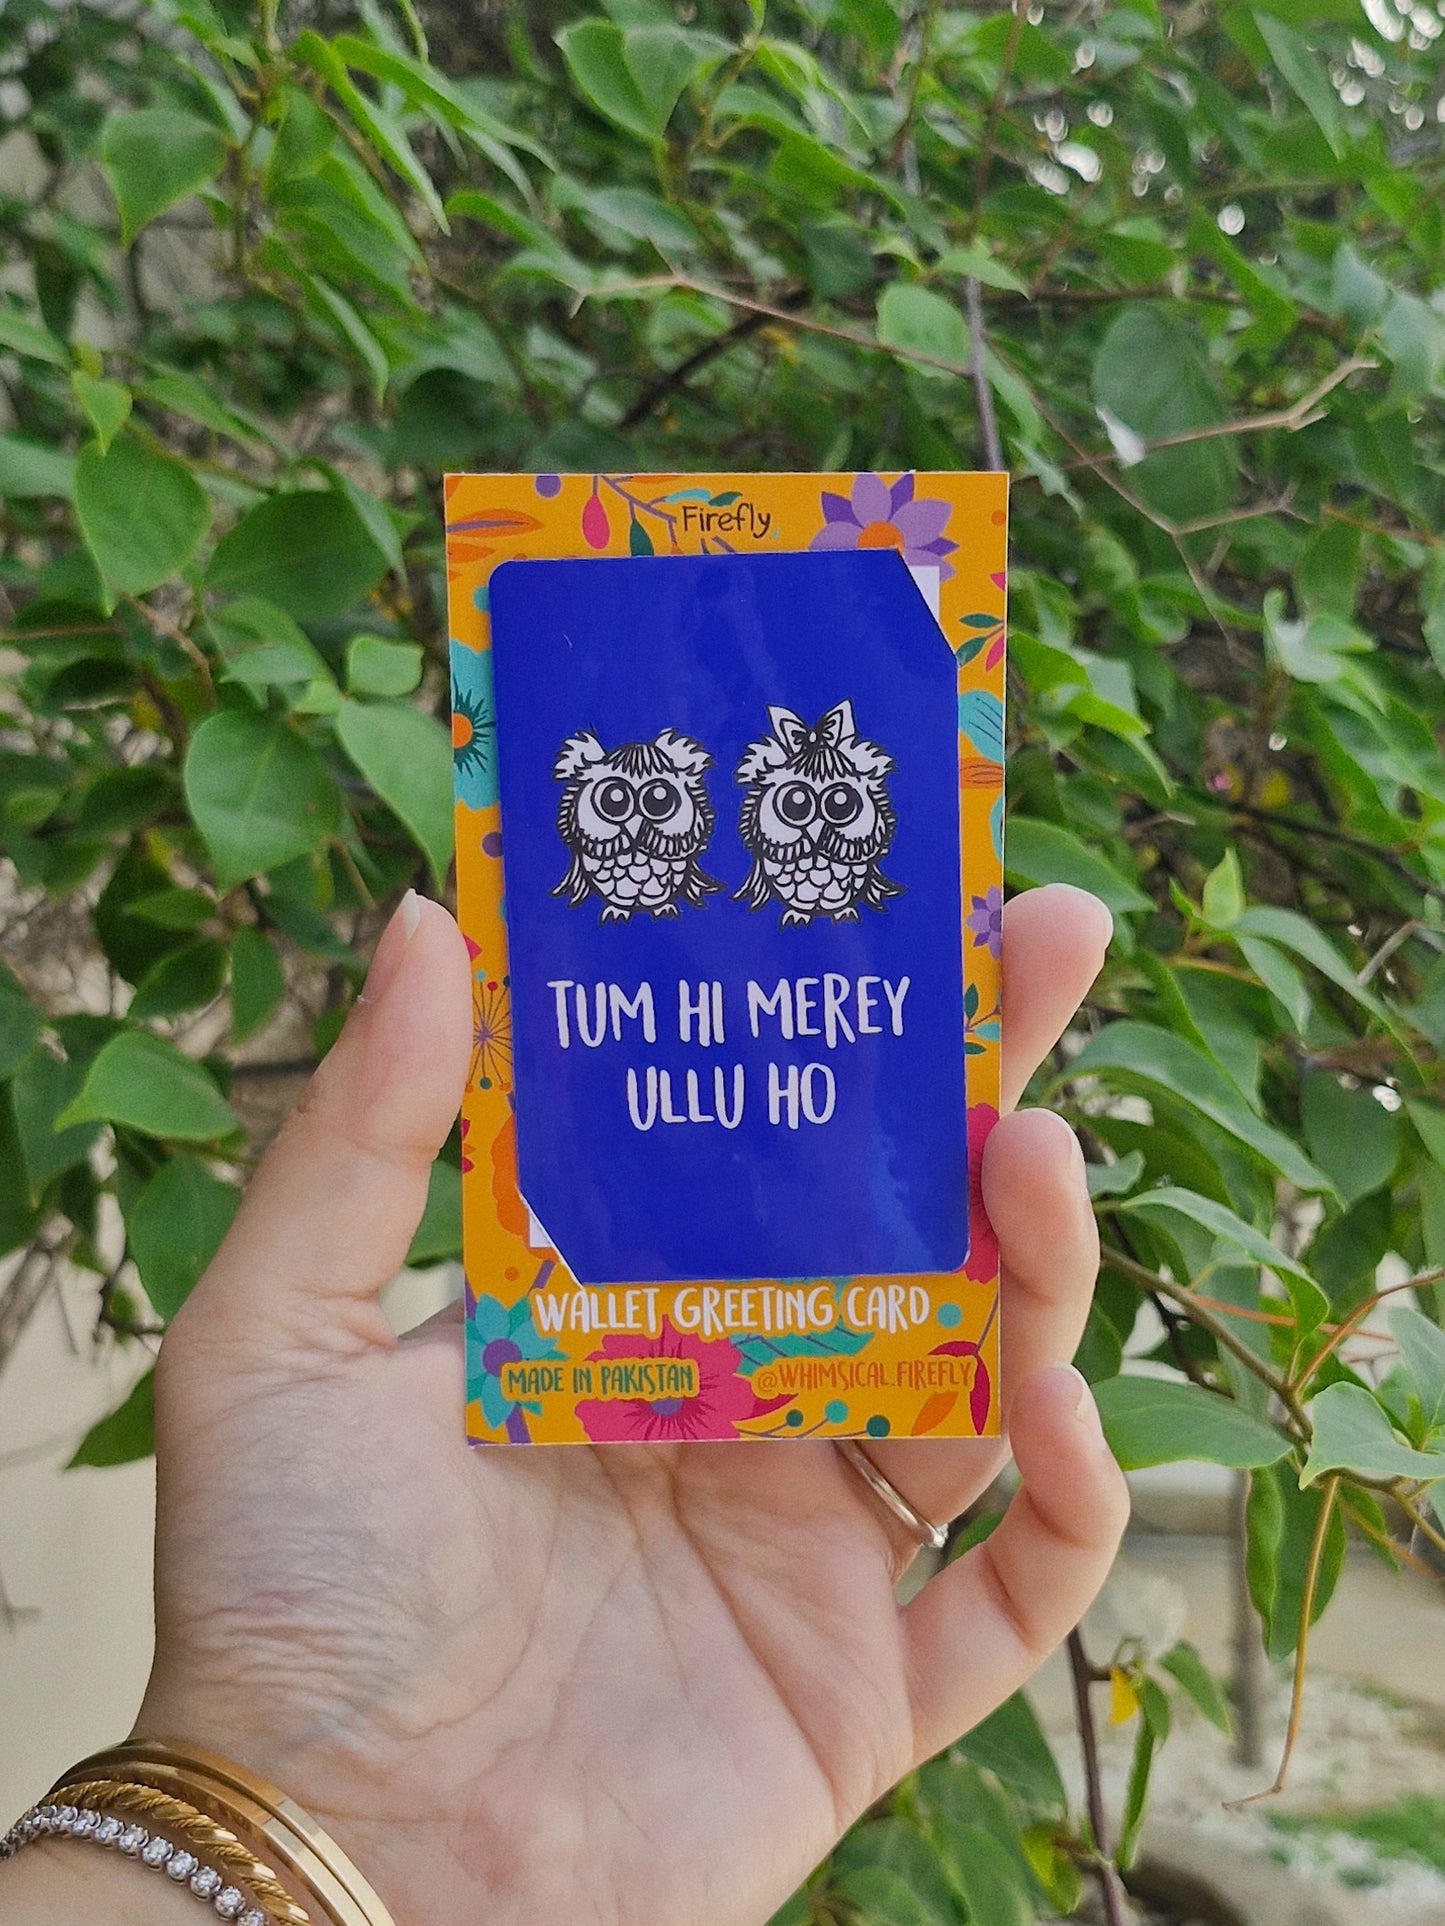 Firefly
TUM HI MEREY
ULLU HO
WALLET GREETING CARD
MADE IN PAKISTAN
@WHIMSICAL.FIREFLY